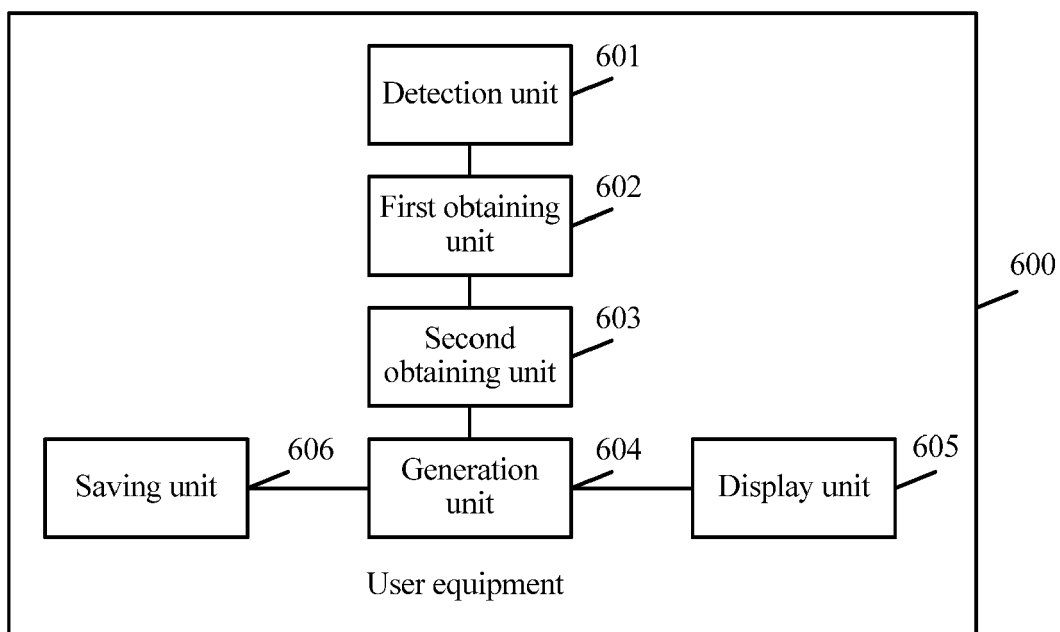 601
Detection unit
602
First obtaining
unit
600
603
Second
obtaining unit
606
604
605
Saving unit
Generation
unit
Display unit
User equipment